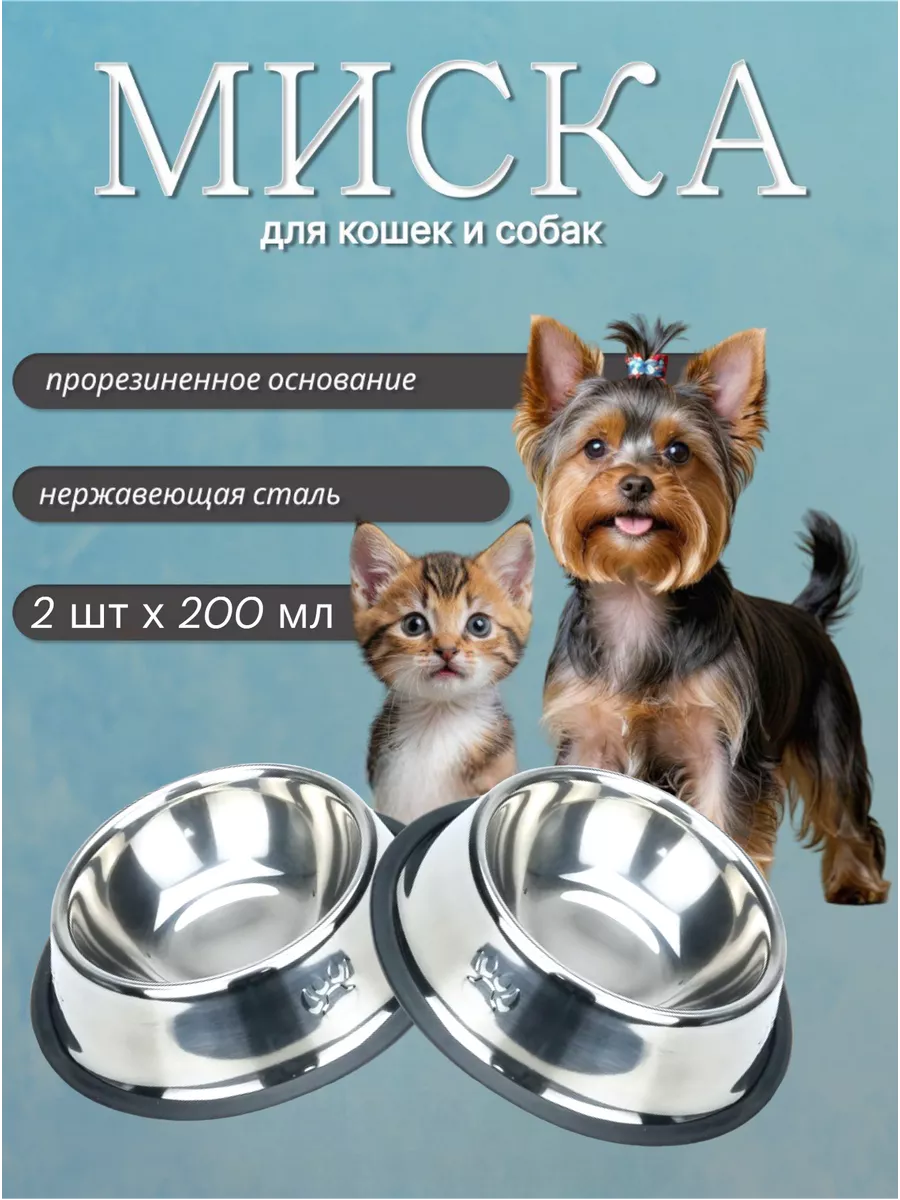 МИСКА
для кошек и собак
прорезиненное основание
нержавеющая сталь
2 шт х 200 мл